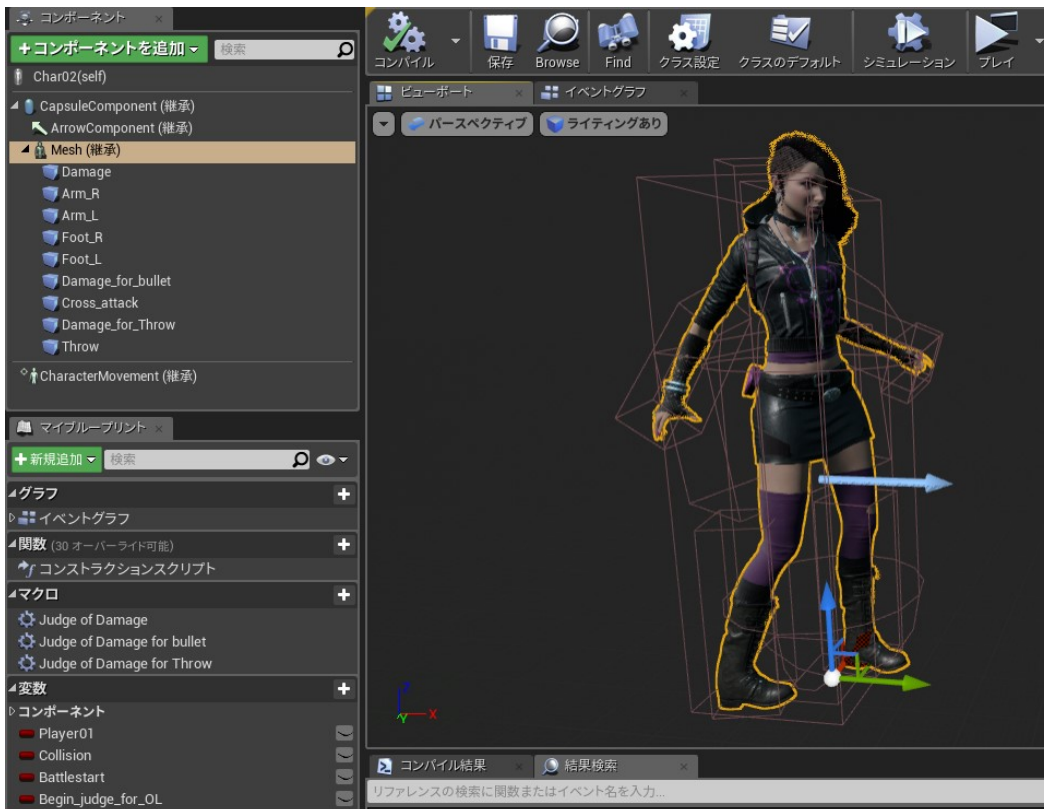 コンポーネント
+コンポーネントを追加
検索
Char02(self)
CapsuleComponent (継承)
ArrowComponent (継承)
Mesh (継承)
Damage
Arm_R
Arm_L
Foot_R
Foot_L
Damage_for_bullet
Cross_attack
Damage_for_Throw
Throw
CharacterMovement (継承)
マイブループリント
+新規追加
検索
グラフ
イベントグラフ
関数 (30 オーバーライド可能)
コンストラクションスクリプト
マクロ
Judge of Damage
Judge of Damage for bullet
Judge of Damage for Throw
変数
コンポーネント
Player01
Collision
Battlestart
Begin_judge_for_OL
コンパイル
保存
Browse
Find
クラス設定
クラスのデフォルト
シミュレーション
プレイ
ビューポート
イベントグラフ
パースペクティブ
ライティングあり
Z
X
Y
コンパイル結果
結果検索
リファレンスの検索に関数またはイベント名を入力...